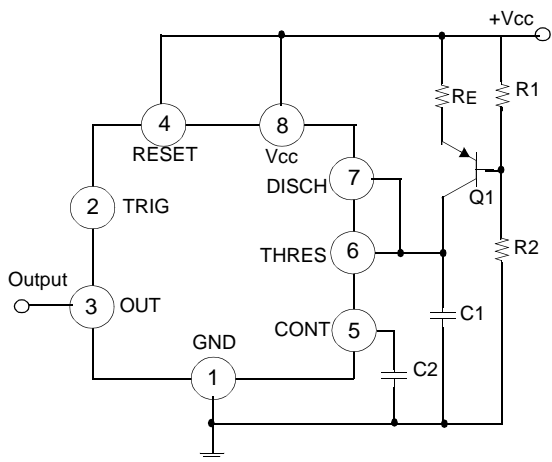 +Vcc
RE
R1
4
RESET
8
Vcc
DISCH
7
Q1
2
TRIG
THRES
6
R2
Output
3
OUT
C1
CONT
5
GND
1
C2